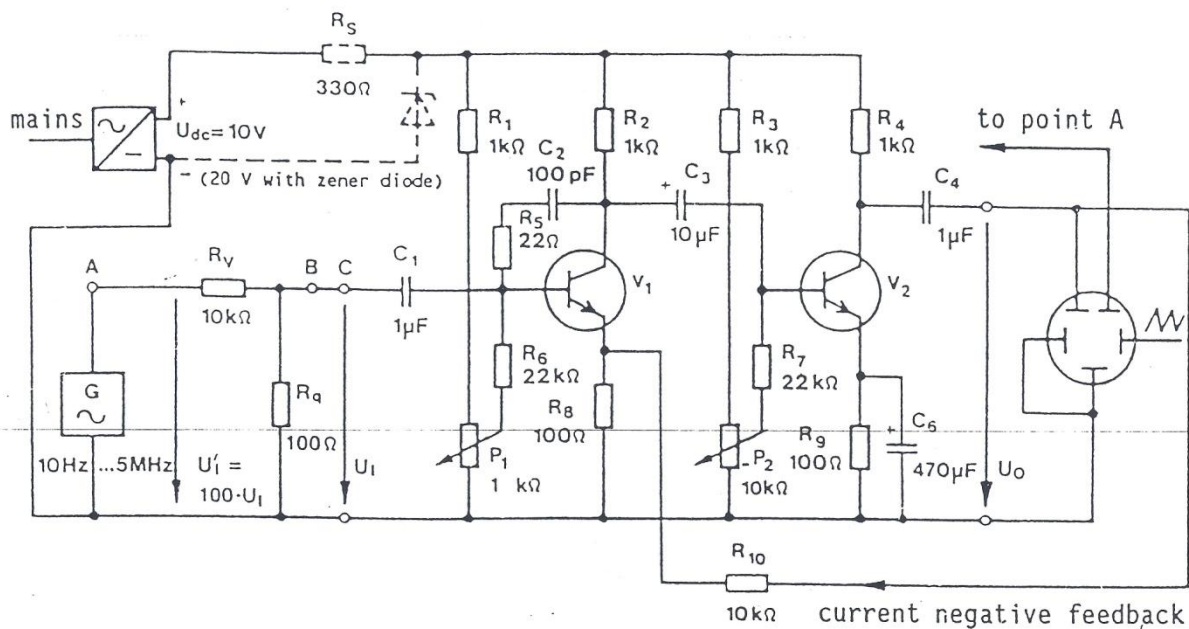 R_S
330Ω
mains
+
U_dc = 10V
−
− (20 V with zener diode)
R_1
1kΩ
R_2
1kΩ
R_3
1kΩ
R_4
1kΩ
to point A
C_2
100 pF
R_5
22Ω
+
C_3
10µF
C_4
1µF
A
R_V
10kΩ
B
C
C_1
1µF
V_1
V_2
R_6
22kΩ
R_7
22kΩ
G
R_q
100Ω
R_8
100Ω
P_1
1 kΩ
P_2
10kΩ
R_9
100Ω
+
C_6
470µF
10Hz ...5MHz
U'_1 =
100·U_1
U_1
U_0
R_10
10kΩ
current negative feedback